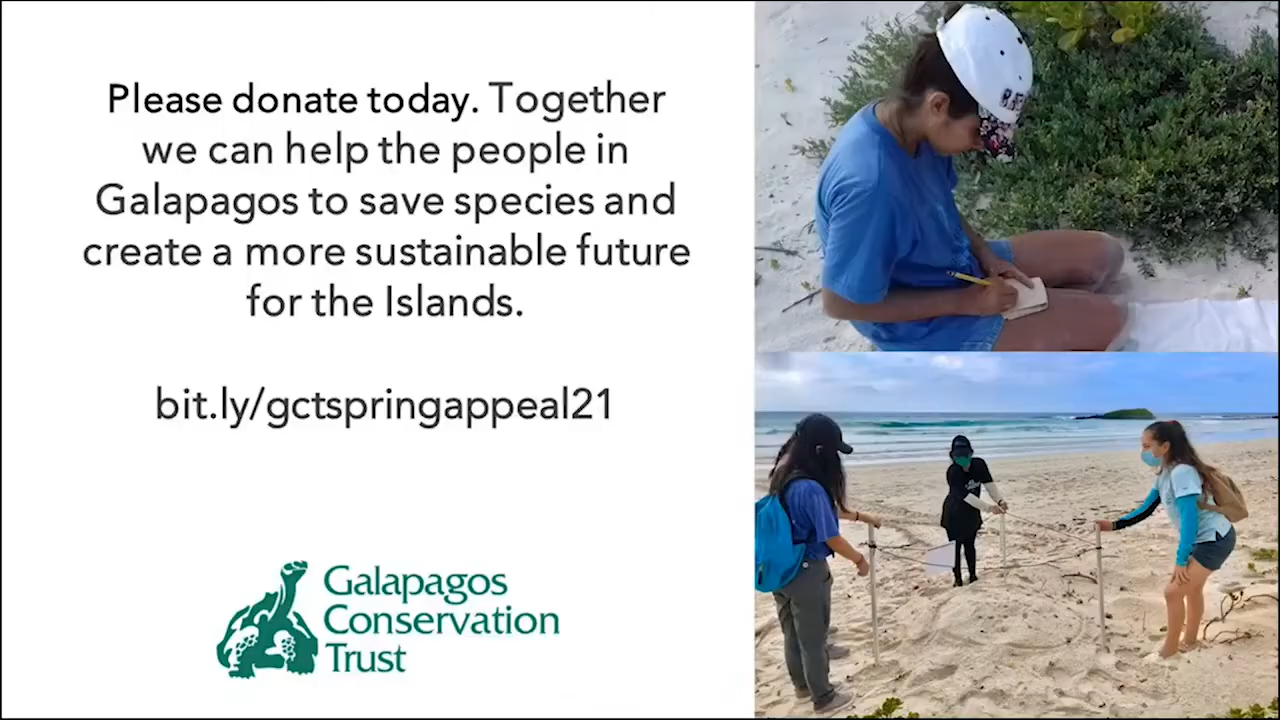 Please donate today. Together
we can help the people in
Galapagos to save species and
create a more sustainable future
for the Islands.
bit.ly/gctspringappeal21
Galapagos
Conservation
Trust